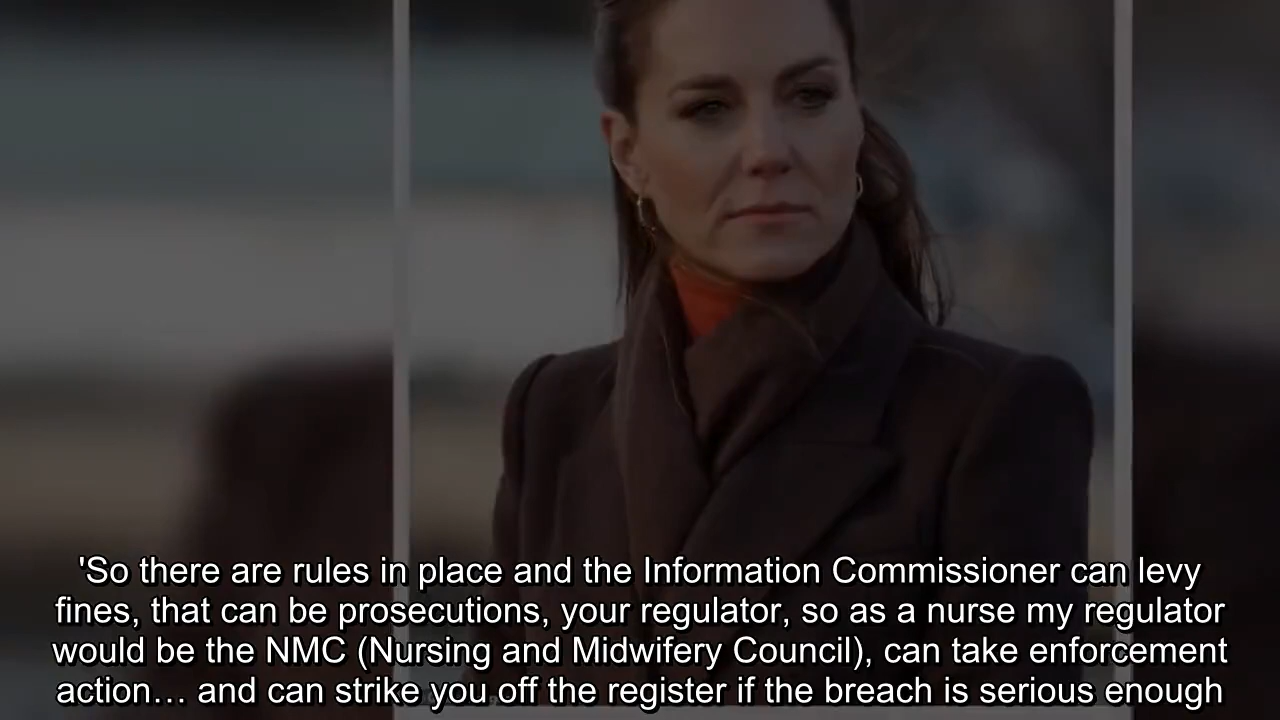 'So there are rules in place and the Information Commissioner can levy
fines, that can be prosecutions, your regulator, so as a nurse my regulator
would be the NMC (Nursing and Midwifery Council), can take enforcement
action… and can strike you off the register if the breach is serious enough